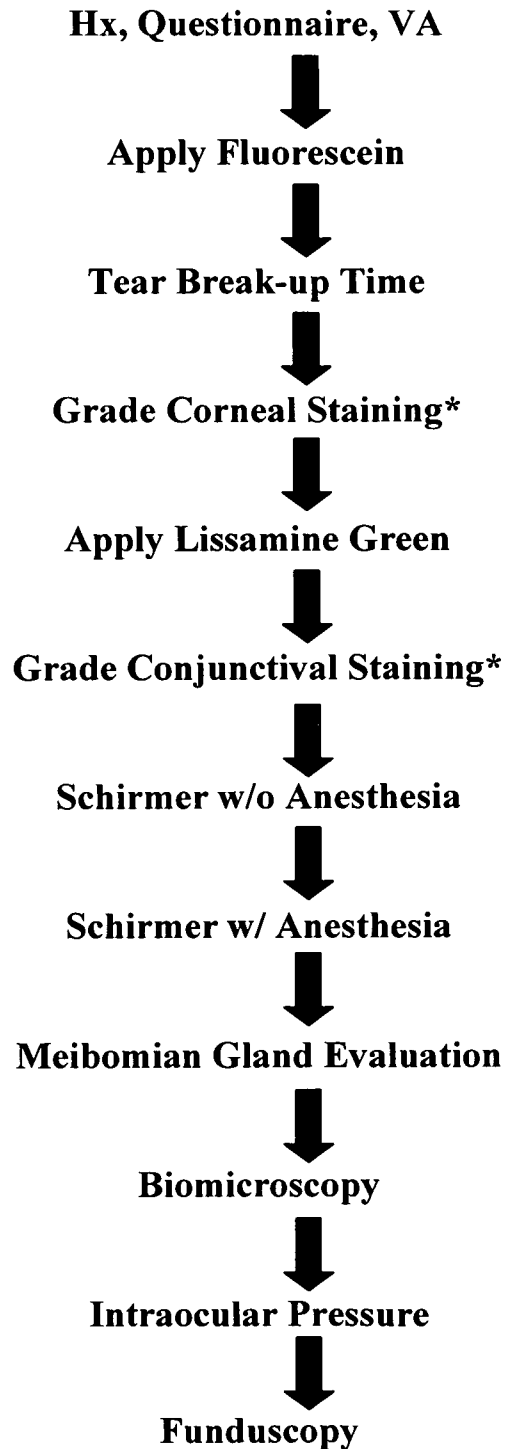 Hx, Questionnaire, VA
Apply Fluorescein
Tear Break-up Time
Grade Corneal Staining*
Apply Lissamine Green
Grade Conjunctival Staining*
Schirmer w/o Anesthesia
Schirmer w/ Anesthesia
Meibomian Gland Evaluation
Biomicroscopy
Intraocular Pressure
Funduscopy